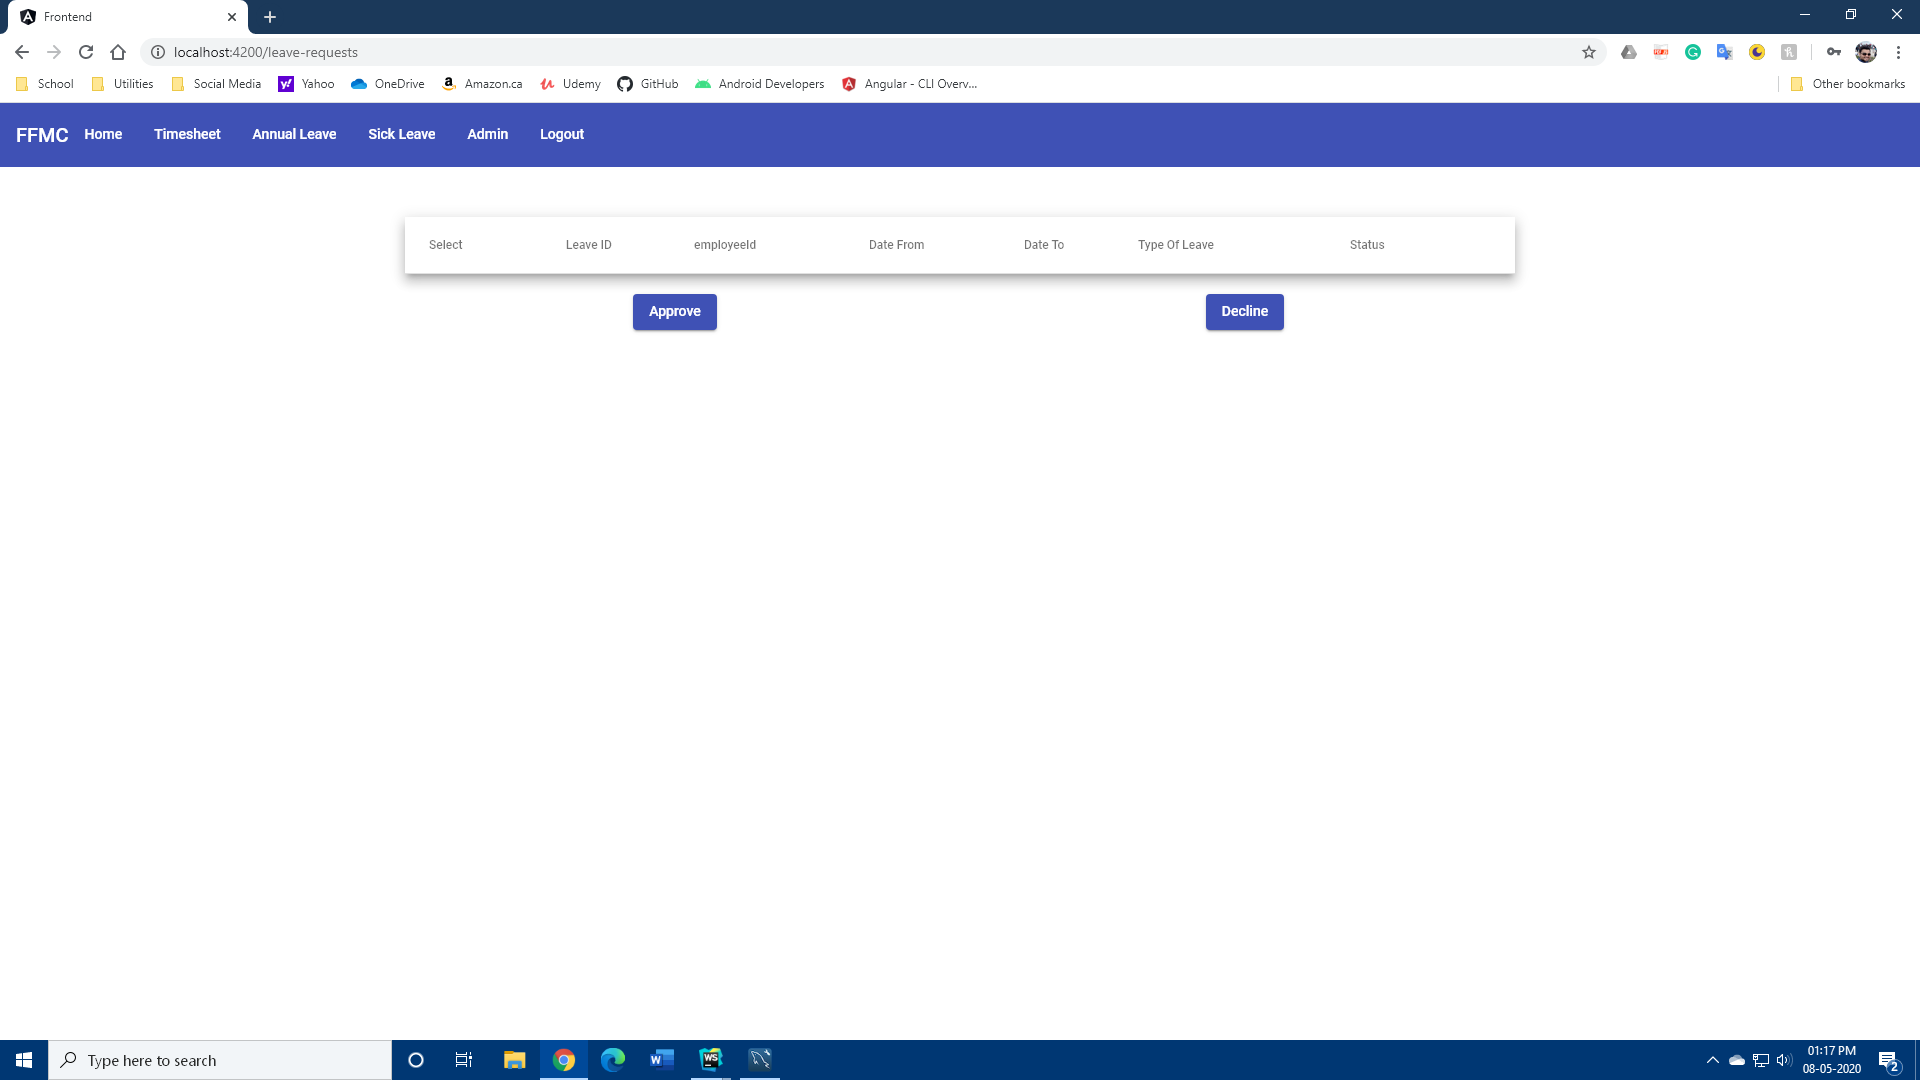 Frontend
localhost:4200/leave-requests
School Utilities Social Media Yahoo OneDrive Amazon.ca Udemy GitHub Android Developers Angular - CLI Overv... Other bookmarks
FFMC Home Timesheet Annual Leave Sick Leave Admin Logout
Select Leave ID employeeId Date From Date To Type Of Leave Status
Approve Decline
Type here to search
01:17 PM
08-05-2020
2